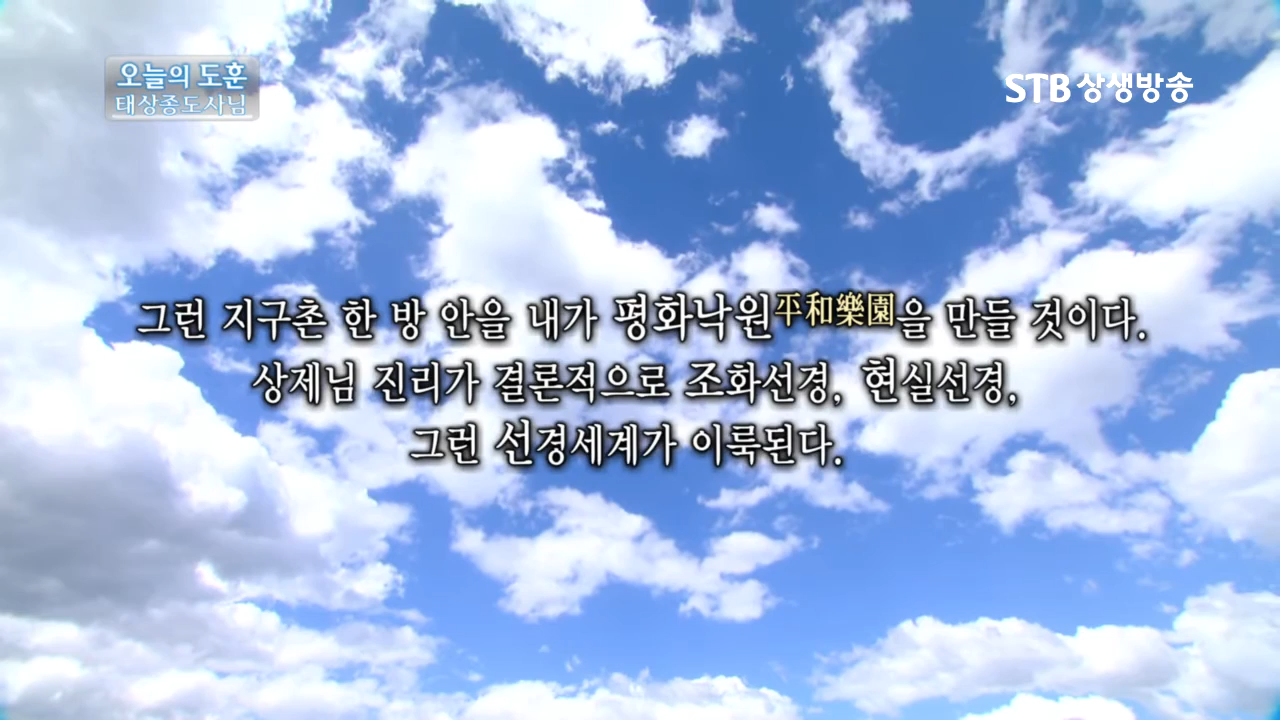 오늘의 도훈
태상종도사님
STB 상생방송
그런 지구촌 한 방 안을 내가 평화낙원平和樂園을 만들 것이다.
상제님 진리가 결론적으로 조화선경, 현실선경,
그런 선경세계가 이룩된다.